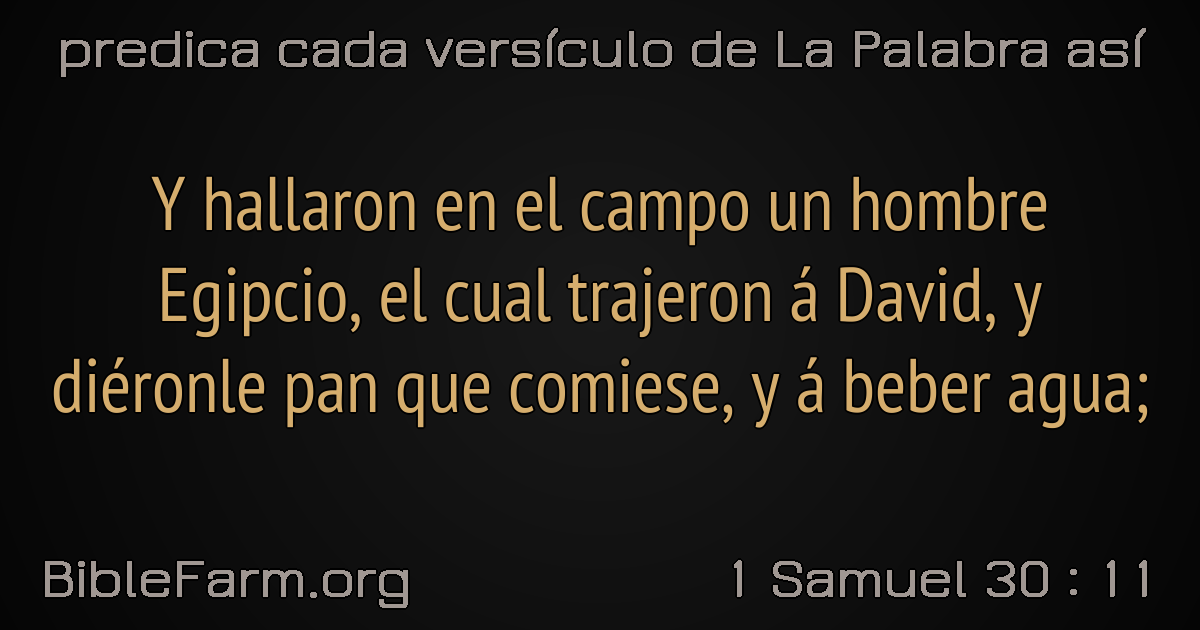 predica cada versículo de La Palabra así
Y hallaron en el campo un hombre
Egipcio, el cual trajeron á David, y
diéronle pan que comiese, y á beber agua;
BibleFarm.org
1 Samuel 30 : 11